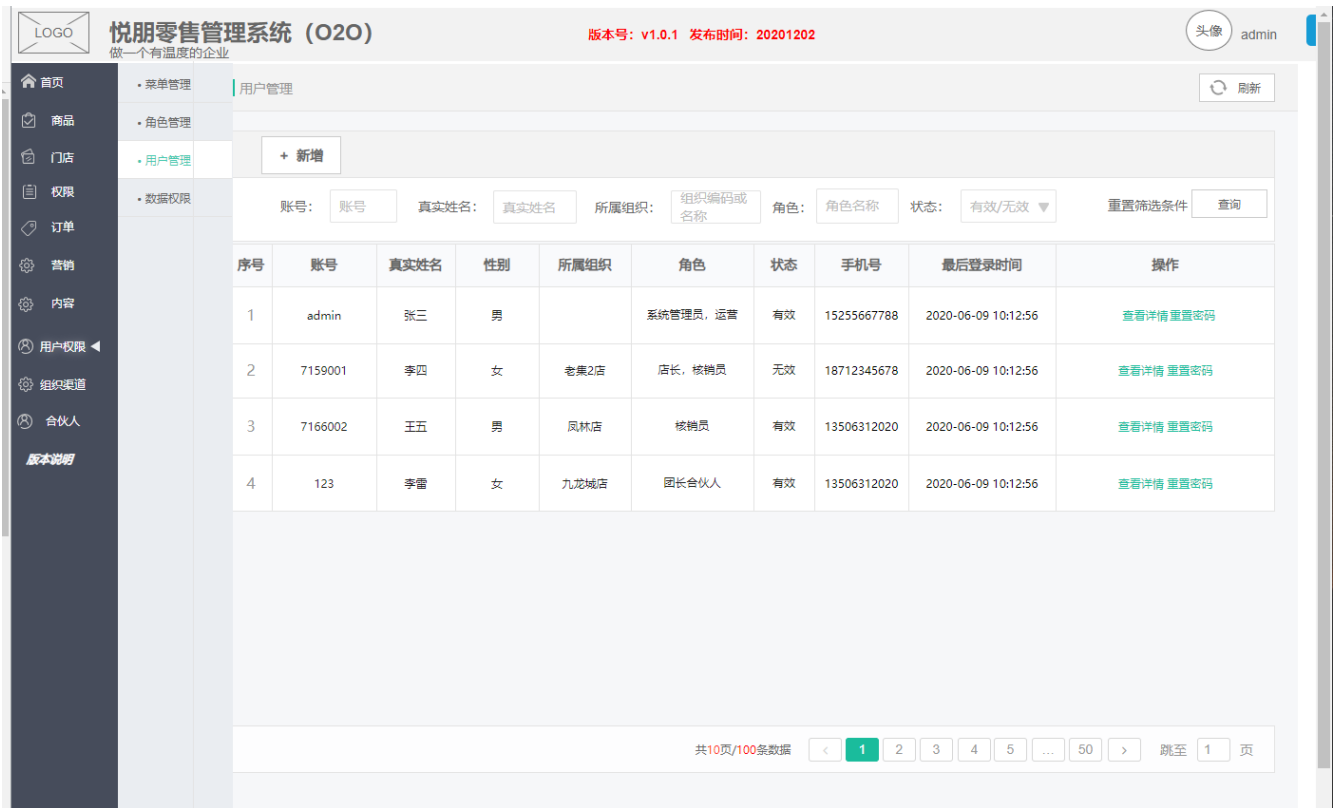 LOGO
悦朋零售管理系统（O2O）
做一个有温度的企业
版本号：v1.0.1 发布时间：20201202
头像
admin
首页
商品
门店
权限
订单
营销
内容
用户权限
组织渠道
合伙人
版本说明
• 菜单管理
• 角色管理
• 用户管理
• 数据权限
用户管理
刷新
+ 新增
账号： 账号 真实姓名： 真实姓名 所属组织： 组织编码或名称 角色： 角色名称 状态： 有效/无效 重置筛选条件 查询
序号 账号 真实姓名 性别 所属组织 角色 状态 手机号 最后登录时间 操作
1 admin 张三 男 系统管理员，运营 有效 15255667788 2020-06-09 10:12:56 查看详情 重置密码
2 7159001 李四 女 老集2店 店长，核销员 无效 18712345678 2020-06-09 10:12:56 查看详情 重置密码
3 7166002 王五 男 凤林店 核销员 有效 13506312020 2020-06-09 10:12:56 查看详情 重置密码
4 123 李雷 女 九龙城店 团长合伙人 有效 13506312020 2020-06-09 10:12:56 查看详情 重置密码
共10页/100条数据 < 1 2 3 4 5 ... 50 > 跳至 1 页